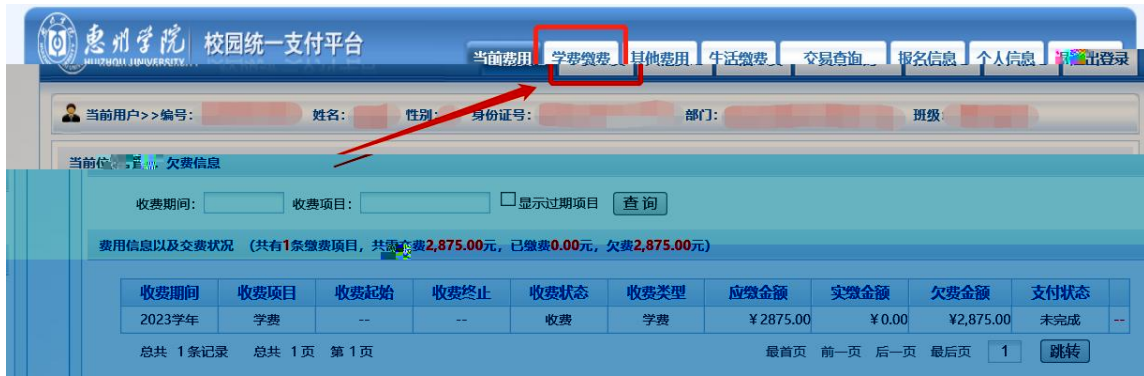 惠州学院 校园统一支付平台
HUIZHOU UNIVERSITY
当前费用 学费缴费 其他费用 生活缴费 交易查询 报名信息 个人信息 出登录
当前用户>>编号: 姓名: 性别: 身份证号: 部门: 班级:
当前位 欠费信息
收费期间: 收费项目: 显示过期项目 查询
费用信息以及交费状况 (共有1条缴费项目, 共需交费2,875.00元, 已缴费0.00元, 欠费2,875.00元)
收费期间 收费项目 收费起始 收费终止 收费状态 收费类型 应缴金额 实缴金额 欠费金额 支付状态
2023学年 学费 -- -- 收费 学费 ¥2875.00 ¥0.00 ¥2,875.00 未完成 --
总共 1条记录 总共 1页 第1页 最首页 前一页 后一页 最后页 1 跳转